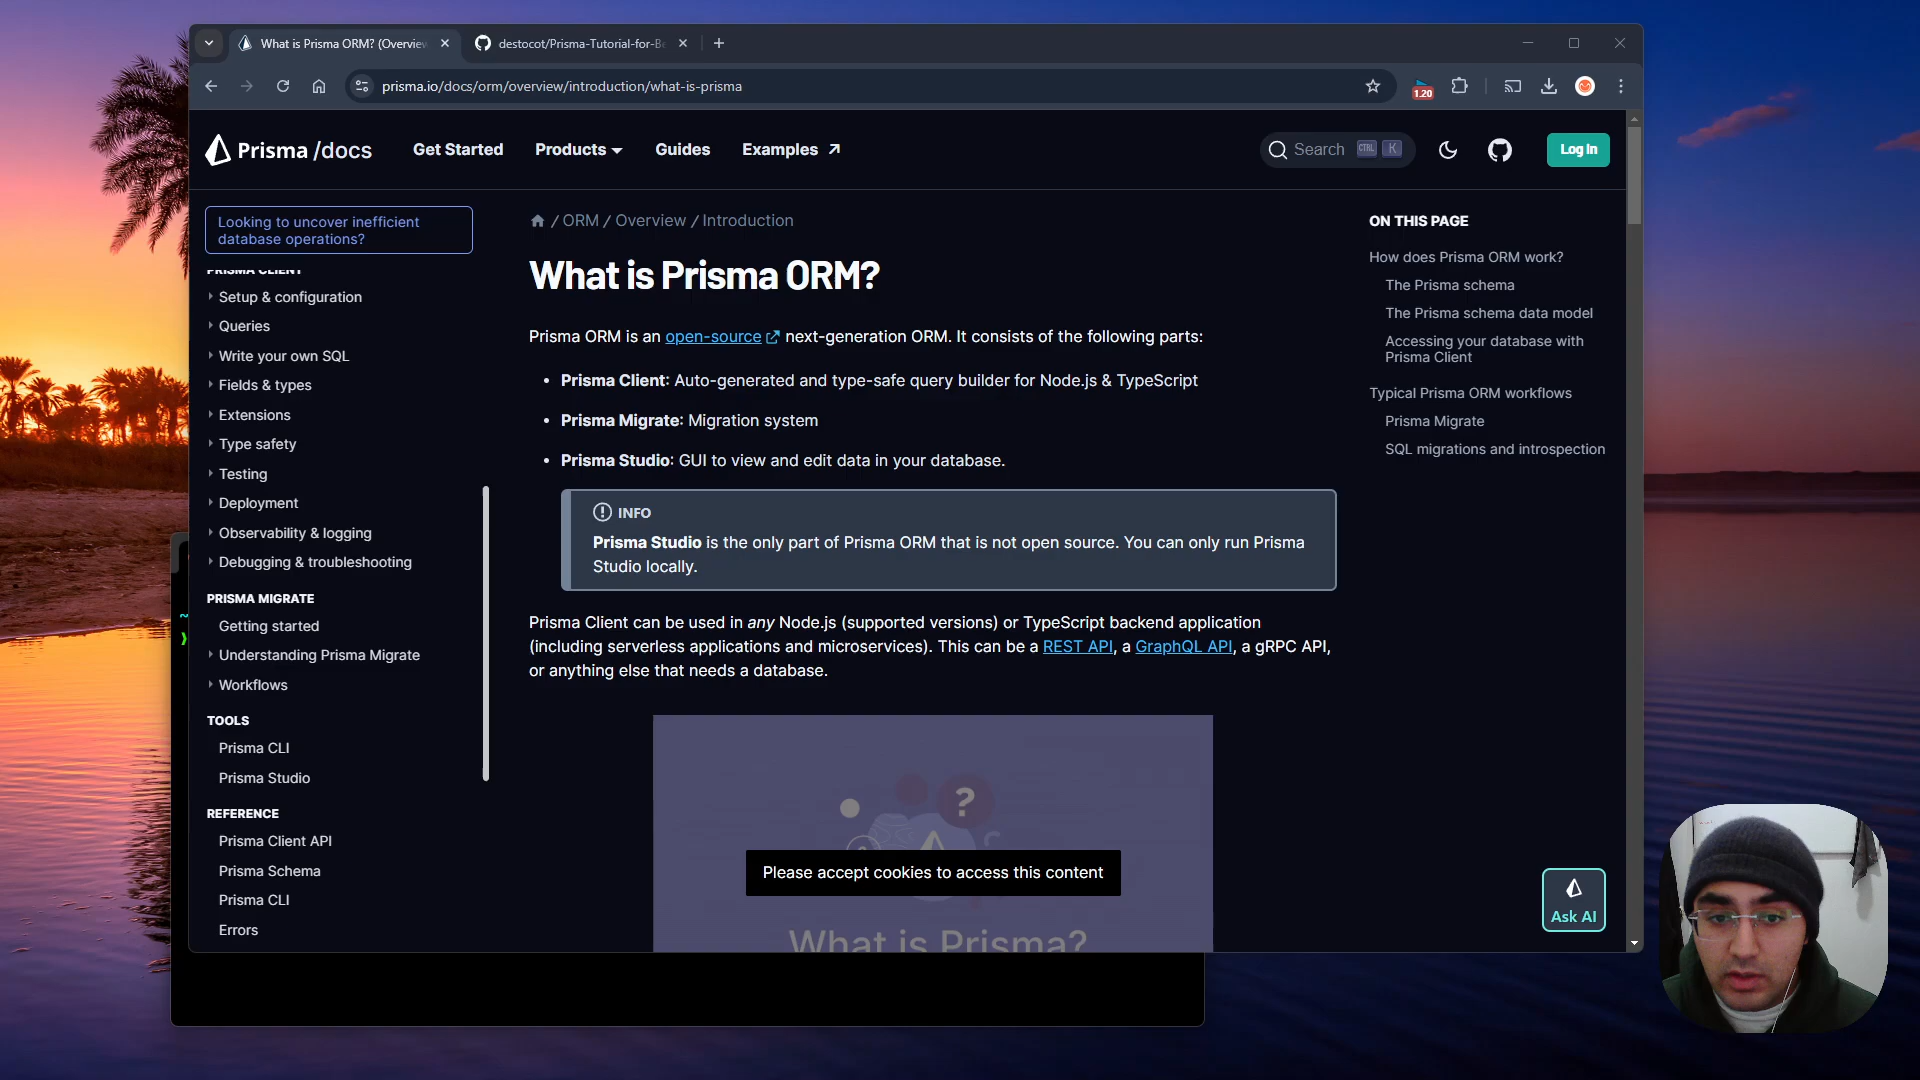 What is Prisma ORM? (Overview
destocot/Prisma-Tutorial-for-Be
prisma.io/docs/orm/overview/introduction/what-is-prisma
1.20
Prisma /docs
Get Started
Products
Guides
Examples
Search
CTRL K
Log In
Looking to uncover inefficient
database operations?
PRISMA CLIENT
Setup & configuration
Queries
Write your own SQL
Fields & types
Extensions
Type safety
Testing
Deployment
Observability & logging
Debugging & troubleshooting
PRISMA MIGRATE
Getting started
Understanding Prisma Migrate
Workflows
TOOLS
Prisma CLI
Prisma Studio
REFERENCE
Prisma Client API
Prisma Schema
Prisma CLI
Errors
/ ORM / Overview / Introduction
What is Prisma ORM?
Prisma ORM is an open-source next-generation ORM. It consists of the following parts:
• Prisma Client: Auto-generated and type-safe query builder for Node.js & TypeScript
• Prisma Migrate: Migration system
• Prisma Studio: GUI to view and edit data in your database.
INFO
Prisma Studio is the only part of Prisma ORM that is not open source. You can only run Prisma
Studio locally.
Prisma Client can be used in any Node.js (supported versions) or TypeScript backend application
(including serverless applications and microservices). This can be a REST API, a GraphQL API, a gRPC API,
or anything else that needs a database.
?
Please accept cookies to access this content
What is Prisma?
ON THIS PAGE
How does Prisma ORM work?
The Prisma schema
The Prisma schema data model
Accessing your database with
Prisma Client
Typical Prisma ORM workflows
Prisma Migrate
SQL migrations and introspection
Ask AI
~
❯